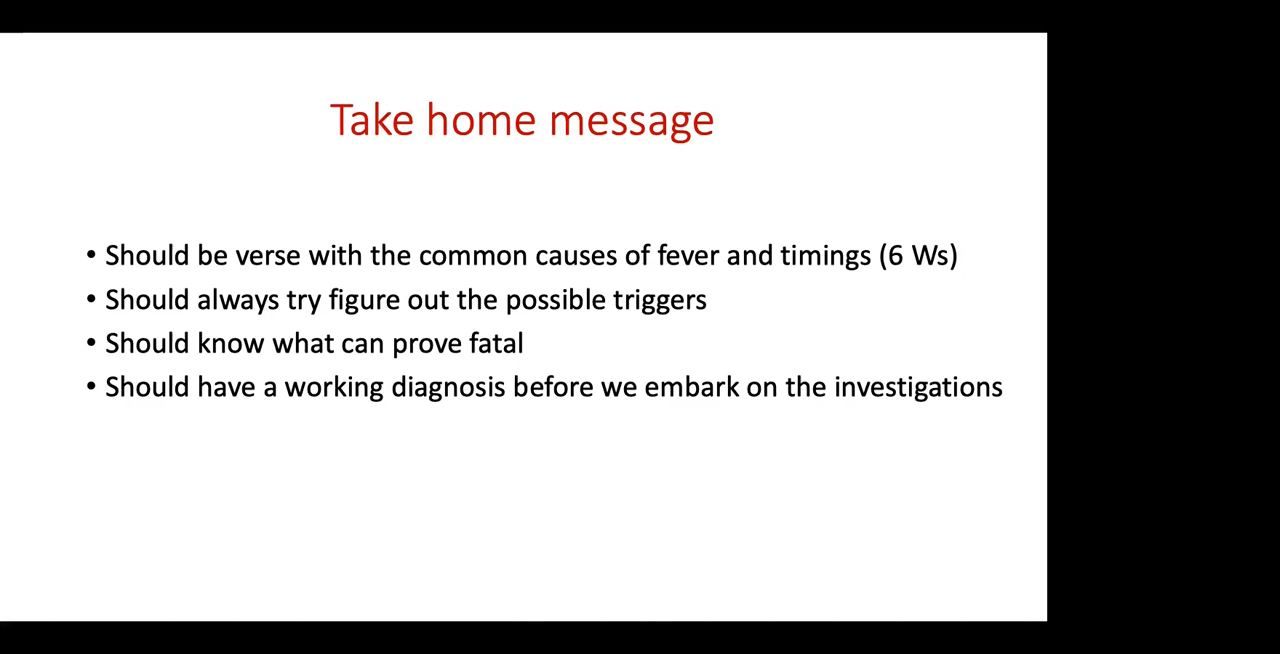 Take home message
• Should be verse with the common causes of fever and timings (6 Ws)
• Should always try figure out the possible triggers
• Should know what can prove fatal
• Should have a working diagnosis before we embark on the investigations